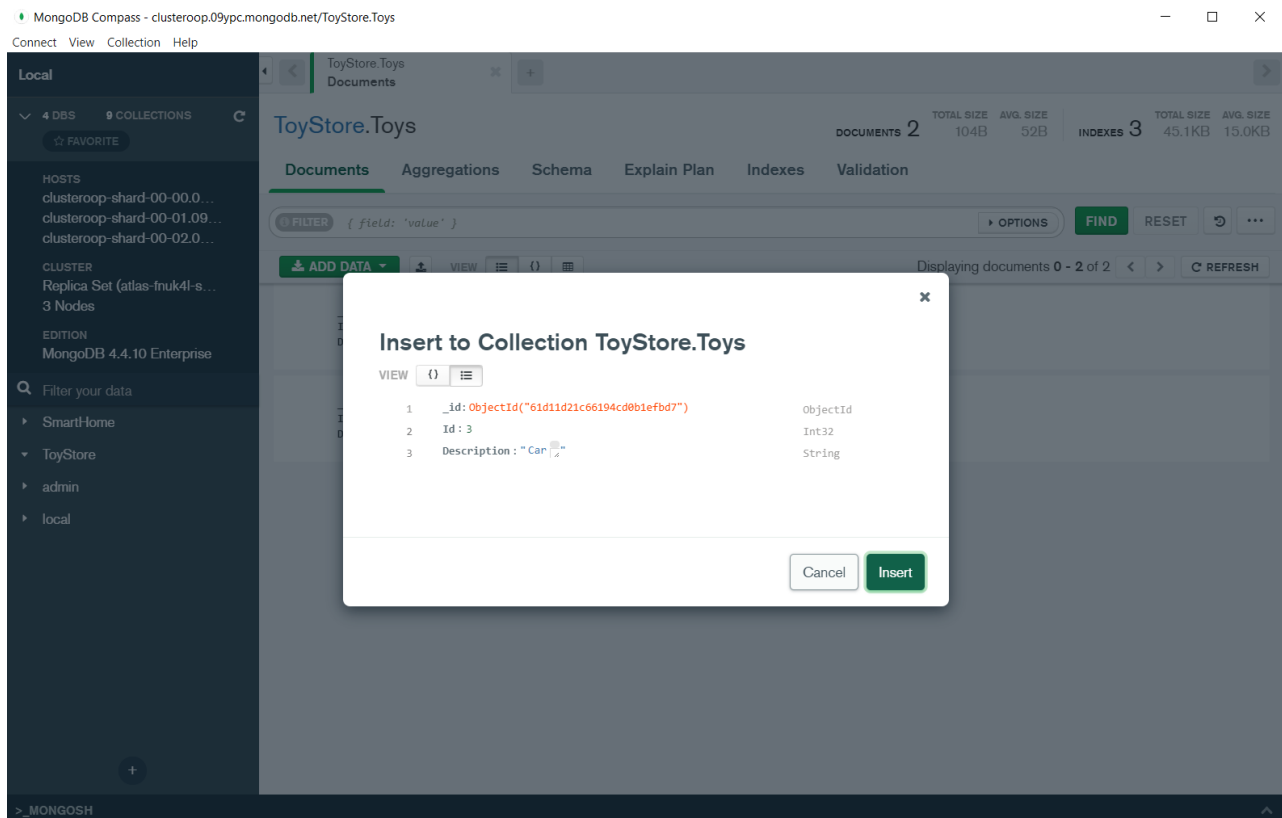 MongoDB Compass - clusteroop.09ypc.mongodb.net/ToyStore.Toys
Connect View Collection Help
Local
4 DBS 9 COLLECTIONS
☆ FAVORITE
HOSTS
clusteroop-shard-00-00.0...
clusteroop-shard-00-01.09...
clusteroop-shard-00-02.0...
CLUSTER
Replica Set (atlas-fnuk4l-s...
3 Nodes
EDITION
MongoDB 4.4.10 Enterprise
Filter your data
SmartHome
ToyStore
admin
local
>_MONGOSH
ToyStore.Toys
Documents
ToyStore.Toys
DOCUMENTS 2 TOTAL SIZE 104B AVG. SIZE 52B INDEXES 3 TOTAL SIZE 45.1KB AVG. SIZE 15.0KB
Documents Aggregations Schema Explain Plan Indexes Validation
FILTER { field: 'value' } OPTIONS FIND RESET ...
ADD DATA VIEW {} Displaying documents 0 - 2 of 2 < > REFRESH
Insert to Collection ToyStore.Toys
VIEW {}
1 _id:ObjectId("61d11d21c66194cd0b1efbd7") ObjectId
2 Id:3 Int32
3 Description:"Car" String
Cancel Insert